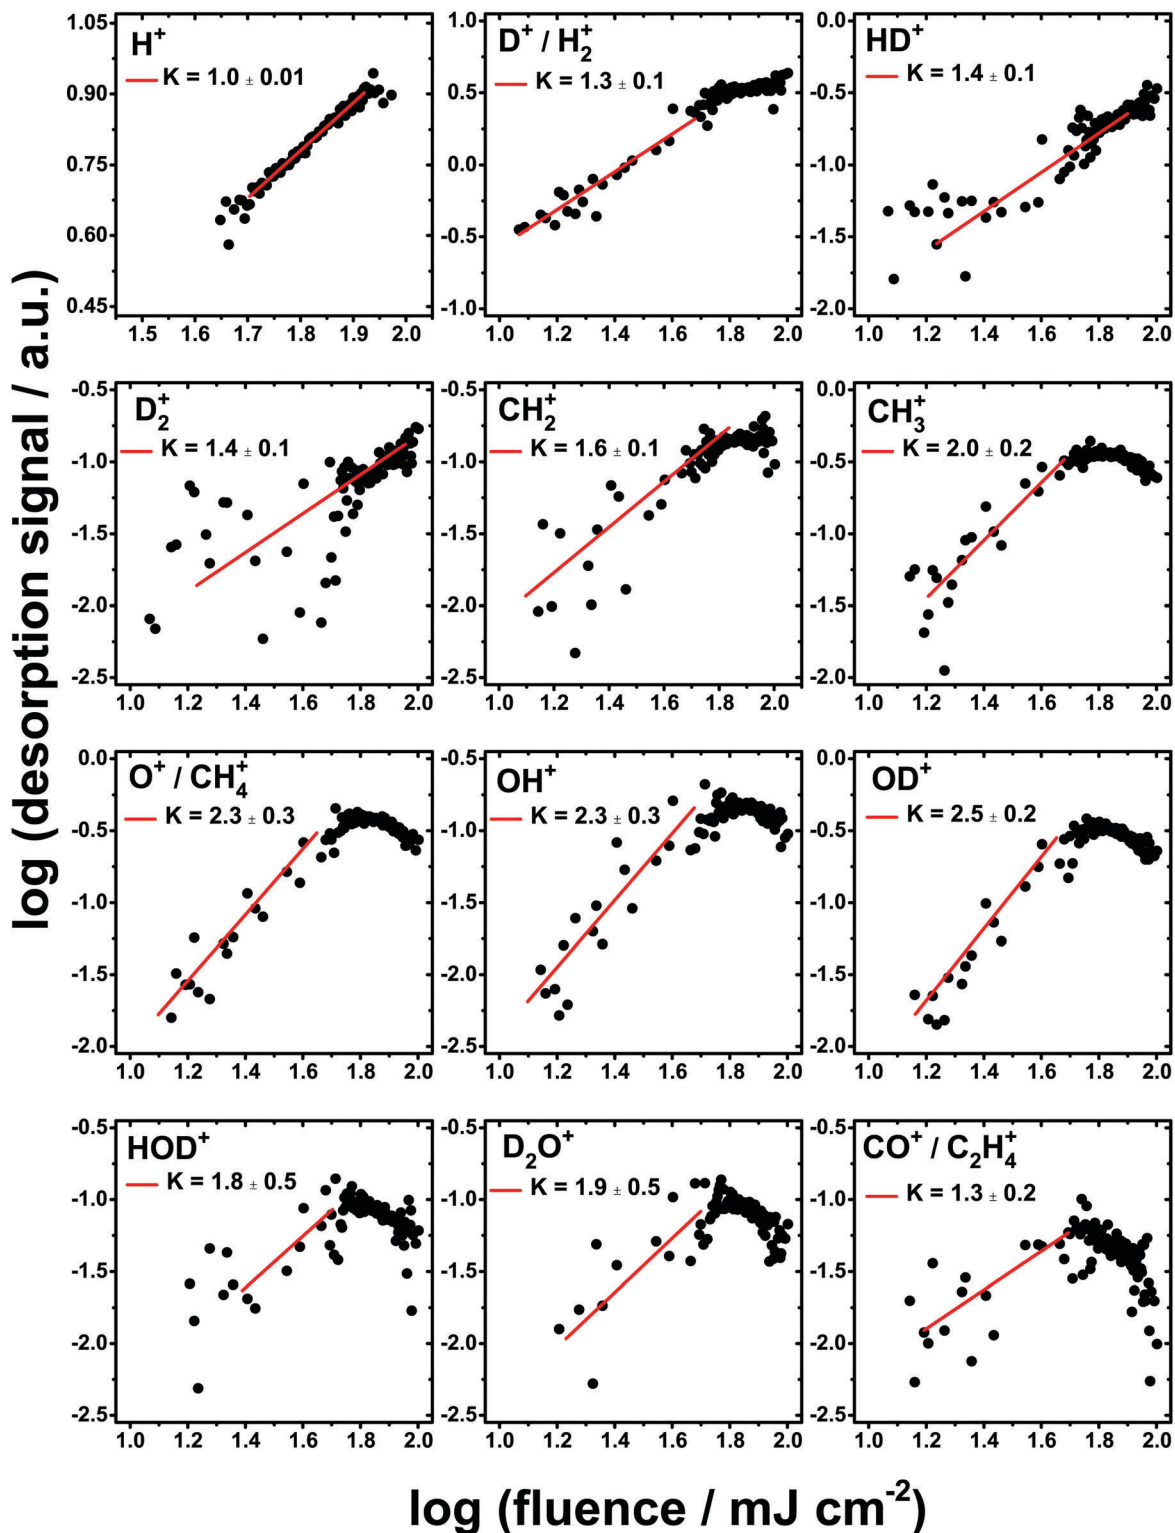 log (desorption signal / a.u.)
H⁺
K = 1.0 ± 0.01
1.05
0.90
0.75
0.60
0.45
1.5 1.6 1.7 1.8 1.9 2.0
D⁺ / H₂⁺
K = 1.3 ± 0.1
1.0
0.5
0.0
-0.5
-1.0
1.0 1.2 1.4 1.6 1.8 2.0
HD⁺
K = 1.4 ± 0.1
0.0
-0.5
-1.0
-1.5
-2.0
1.0 1.2 1.4 1.6 1.8 2.0
D₂⁺
K = 1.4 ± 0.1
-0.5
-1.0
-1.5
-2.0
-2.5
1.0 1.2 1.4 1.6 1.8 2.0
CH₂⁺
K = 1.6 ± 0.1
-0.5
-1.0
-1.5
-2.0
-2.5
1.0 1.2 1.4 1.6 1.8 2.0
CH₃⁺
K = 2.0 ± 0.2
0.0
-0.5
-1.0
-1.5
-2.0
1.0 1.2 1.4 1.6 1.8 2.0
O⁺ / CH₄⁺
K = 2.3 ± 0.3
0.0
-0.5
-1.0
-1.5
-2.0
1.0 1.2 1.4 1.6 1.8 2.0
OH⁺
K = 2.3 ± 0.3
-0.5
-1.0
-1.5
-2.0
-2.5
1.0 1.2 1.4 1.6 1.8 2.0
OD⁺
K = 2.5 ± 0.2
0.0
-0.5
-1.0
-1.5
-2.0
1.0 1.2 1.4 1.6 1.8 2.0
HOD⁺
K = 1.8 ± 0.5
-0.5
-1.0
-1.5
-2.0
-2.5
1.0 1.2 1.4 1.6 1.8 2.0
D₂O⁺
K = 1.9 ± 0.5
-0.5
-1.0
-1.5
-2.0
-2.5
1.0 1.2 1.4 1.6 1.8 2.0
CO⁺ / C₂H₄⁺
K = 1.3 ± 0.2
-0.5
-1.0
-1.5
-2.0
-2.5
1.0 1.2 1.4 1.6 1.8 2.0
log (fluence / mJ cm⁻²)